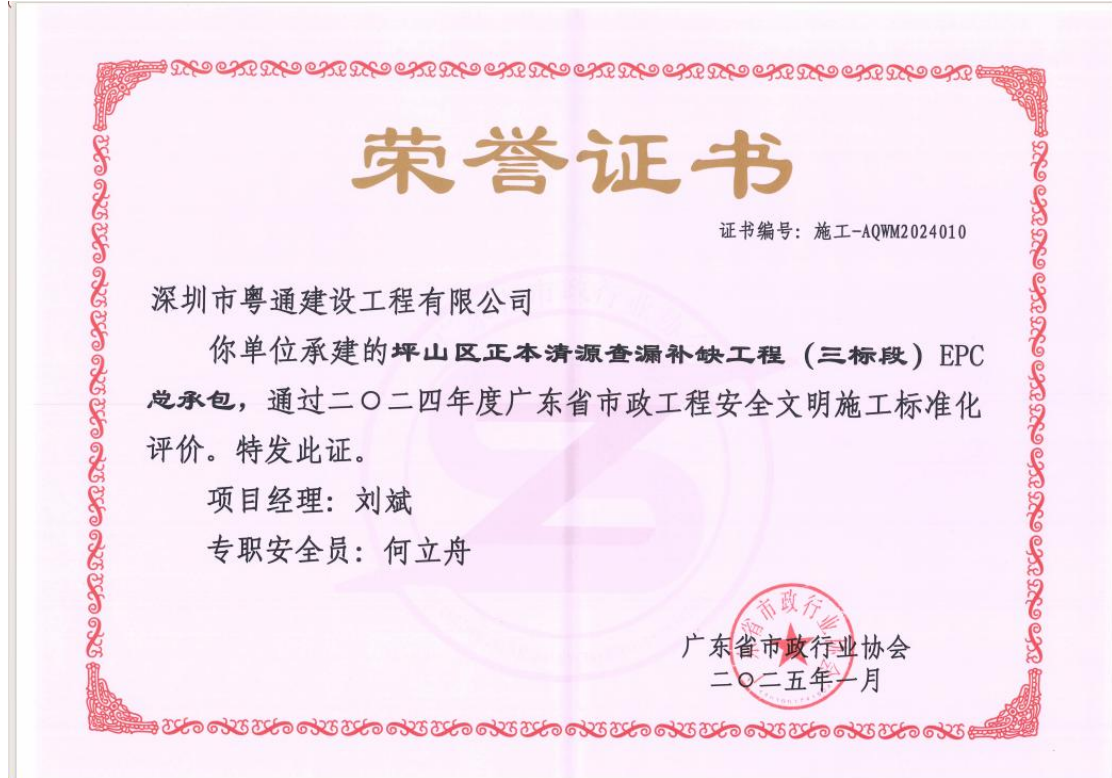 荣誉证书
证书编号：施工-AQWM2024010
深圳市粤通建设工程有限公司
你单位承建的坪山区正本清源查漏补缺工程（三标段）EPC
总承包，通过二〇二四年度广东省市政工程安全文明施工标准化
评价。特发此证。
项目经理：刘斌
专职安全员：何立舟
广东省市政行业协会
二〇二五年一月